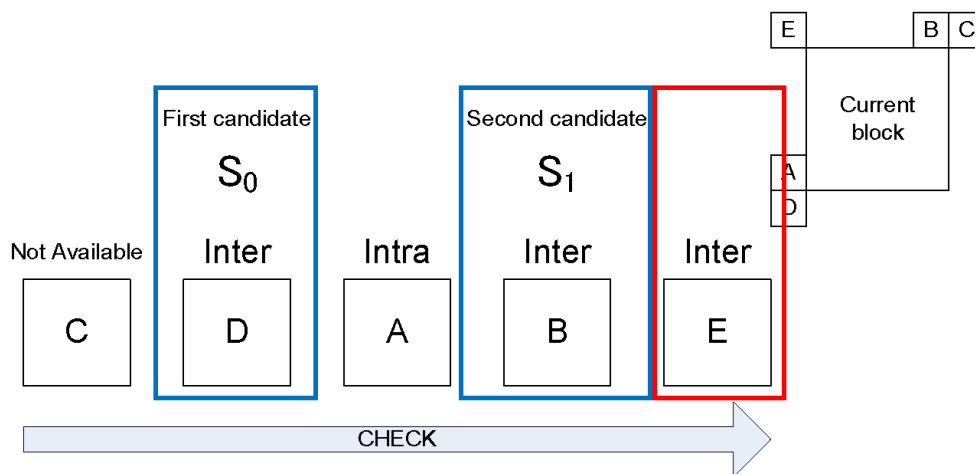 E
B
C
Current
block
A
D
First candidate
S₀
Second candidate
S₁
Not Available
Inter
Intra
Inter
Inter
C
D
A
B
E
CHECK